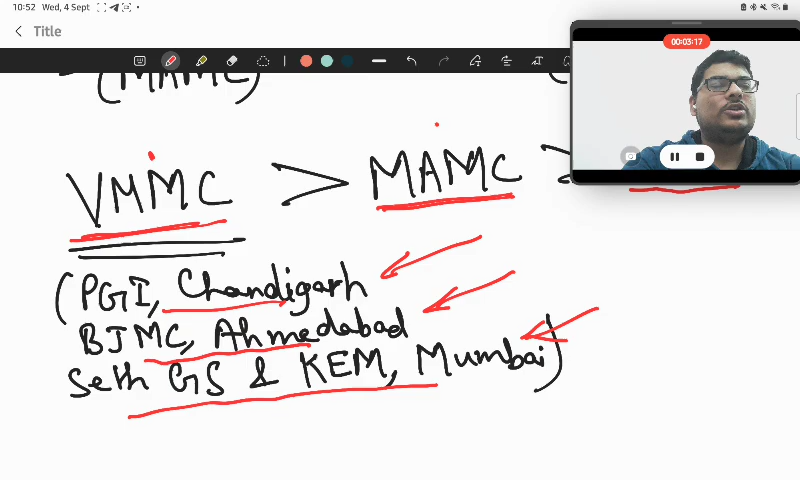 10:52 Wed, 4 Sept
Title
00:03:17
(MAMC)
VMMC > MAMC >
(PGI, Chandigarh
BJMC, Ahmedabad
Seth GS & KEM, Mumbai)